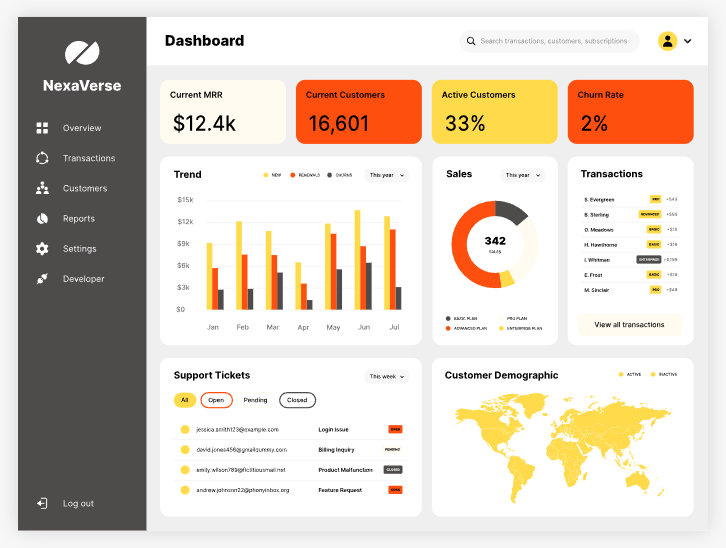 NexaVerse
Overview
Transactions
Customers
Reports
Settings
Developer
Log out
Dashboard
Search transactions, customers, subscriptions
Current MRR
$12.4k
Current Customers
16,601
Active Customers
33%
Churn Rate
2%
Trend
NEW RENEWALS CHURNS
This year
$15k
$12k
$9k
$6k
$3k
$0
Jan Feb Mar Apr May Jun Jul
Sales
This year
342
SALES
BASIC PLAN PRO PLAN
ADVANCED PLAN ENTERPRISE PLAN
Transactions
S. Evergreen PRO +$49
B. Sterling ADVANCED
O. Meadows BASIC
H. Hawthorne BASIC
I. Whitman ENTERPRISE +$299
E. Frost BASIC
M. Sinclair PRO +$49
View all transactions
Support Tickets
This week
All Open Pending Closed
jessica.smith123@example.com Login Issue OPEN
david.jones456@gmaildummy.com Billing Inquiry PENDING
emily.wilson789@fictitiousmail.net Product Malfunction CLOSED
andrew.johnson22@phonyinbox.org Feature Request OPEN
Customer Demographic
ACTIVE INACTIVE